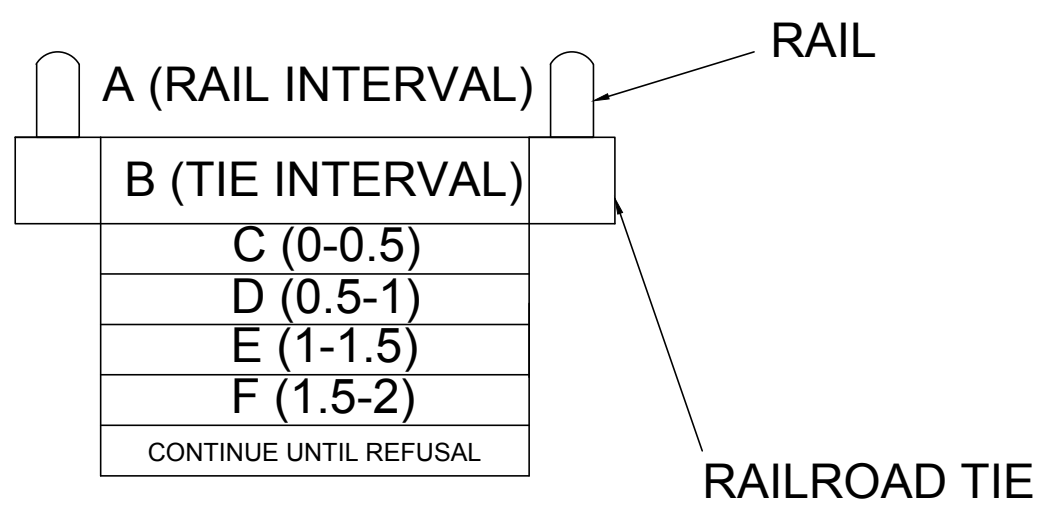 RAIL
A (RAIL INTERVAL)
B (TIE INTERVAL)
C (0-0.5)
D (0.5-1)
E (1-1.5)
F (1.5-2)
CONTINUE UNTIL REFUSAL
RAILROAD TIE